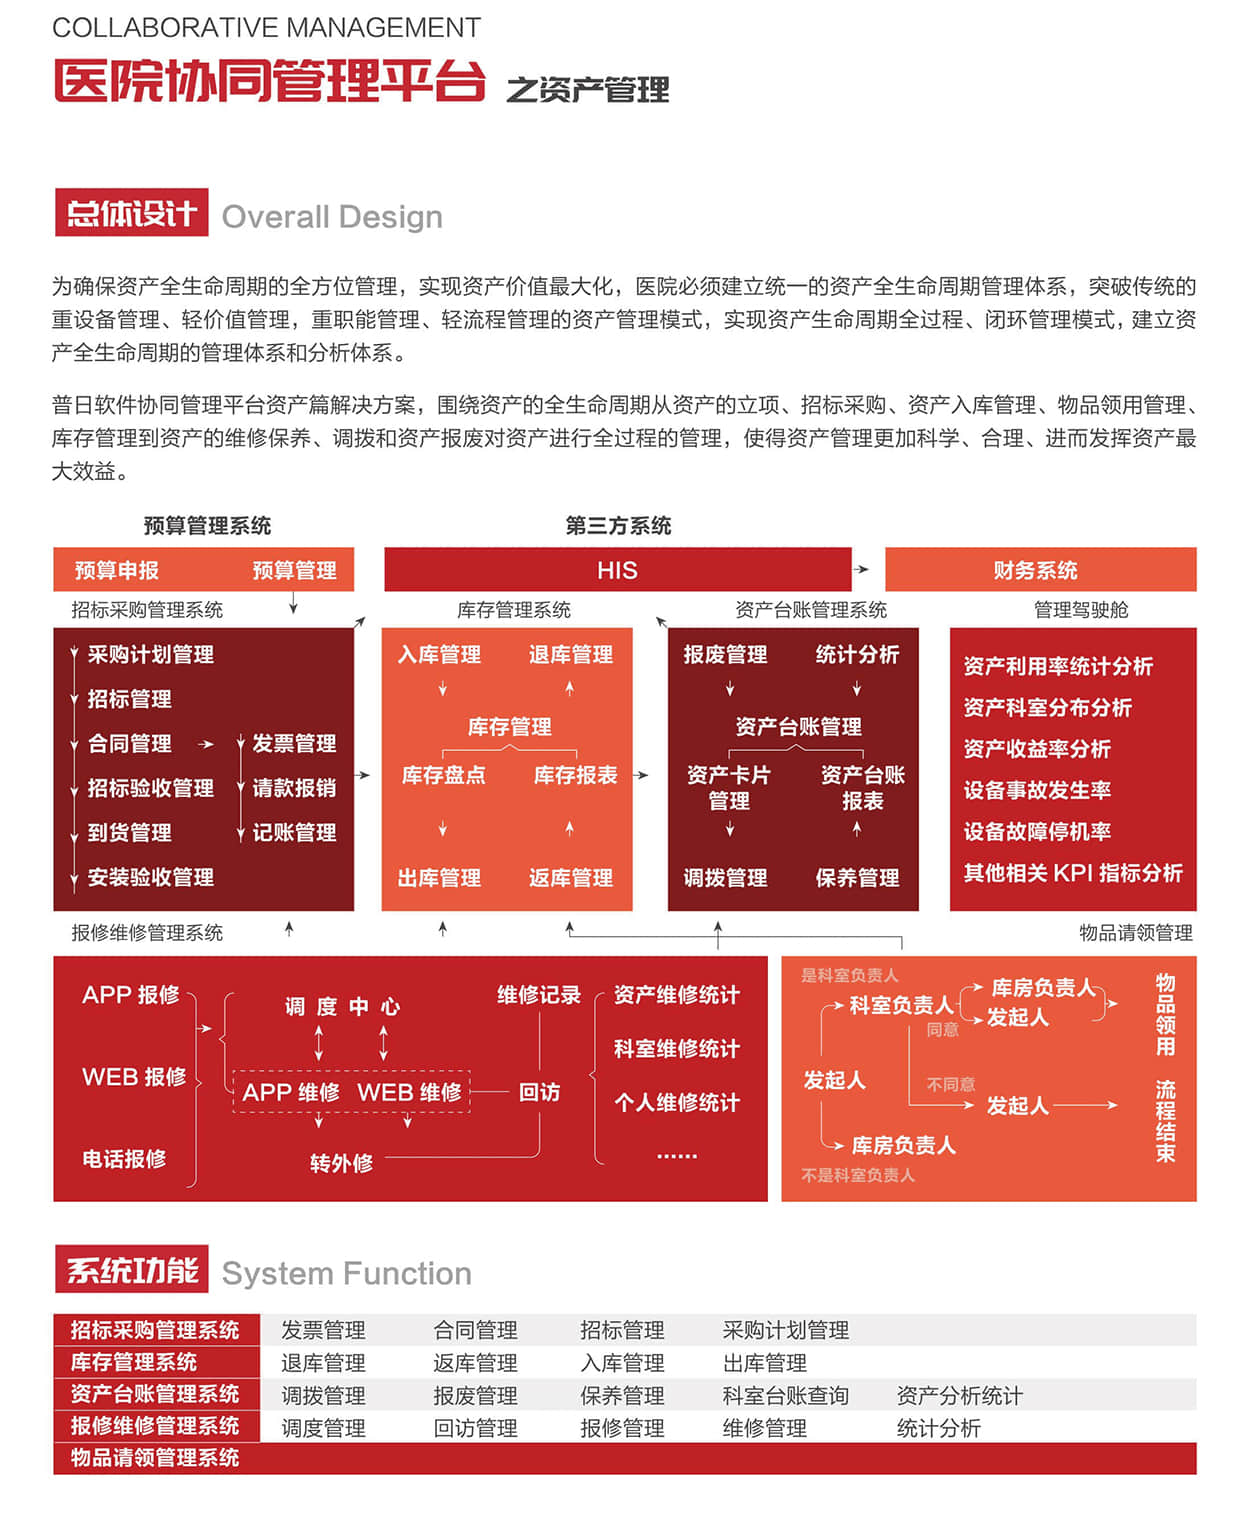 COLLABORATIVE MANAGEMENT
医院协同管理平台 之资产管理
总体设计 Overall Design
为确保资产全生命周期的全方位管理，实现资产价值最大化，医院必须建立统一的资产全生命周期管理体系，突破传统的
重设备管理、轻价值管理，重职能管理、轻流程管理的资产管理模式，实现资产生命周期全过程、闭环管理模式，建立资
产全生命周期的管理体系和分析体系。
普日软件协同管理平台资产篇解决方案，围绕资产的全生命周期从资产的立项、招标采购、资产入库管理、物品领用管理、
库存管理到资产的维修保养、调拨和资产报废对资产进行全过程的管理，使得资产管理更加科学、合理、进而发挥资产最
大效益。
预算管理系统 第三方系统
预算申报 预算管理 HIS 财务系统
招标采购管理系统 库存管理系统 资产台账管理系统 管理驾驶舱
采购计划管理
招标管理
合同管理 发票管理
招标验收管理 请款报销
到货管理 记账管理
安装验收管理
入库管理 退库管理
库存管理
库存盘点 库存报表
出库管理 返库管理
报废管理 统计分析
资产台账管理
资产卡片 资产台账
管理 报表
调拨管理 保养管理
资产利用率统计分析
资产科室分布分析
资产收益率分析
设备事故发生率
设备故障停机率
其他相关 KPI 指标分析
报修维修管理系统 物品请领管理
APP 报修
WEB 报修
电话报修
调 度 中 心
APP 维修 WEB 维修
转外修
维修记录
回访
资产维修统计
科室维修统计
个人维修统计
······
是科室负责人
科室负责人
同意
库房负责人
发起人
发起人
不同意
发起人
库房负责人
不是科室负责人
物品领用 流程结束
系统功能 System Function
招标采购管理系统 发票管理 合同管理 招标管理 采购计划管理
库存管理系统 退库管理 返库管理 入库管理 出库管理
资产台账管理系统 调拨管理 报废管理 保养管理 科室台账查询 资产分析统计
报修维修管理系统 调度管理 回访管理 报修管理 维修管理 统计分析
物品请领管理系统